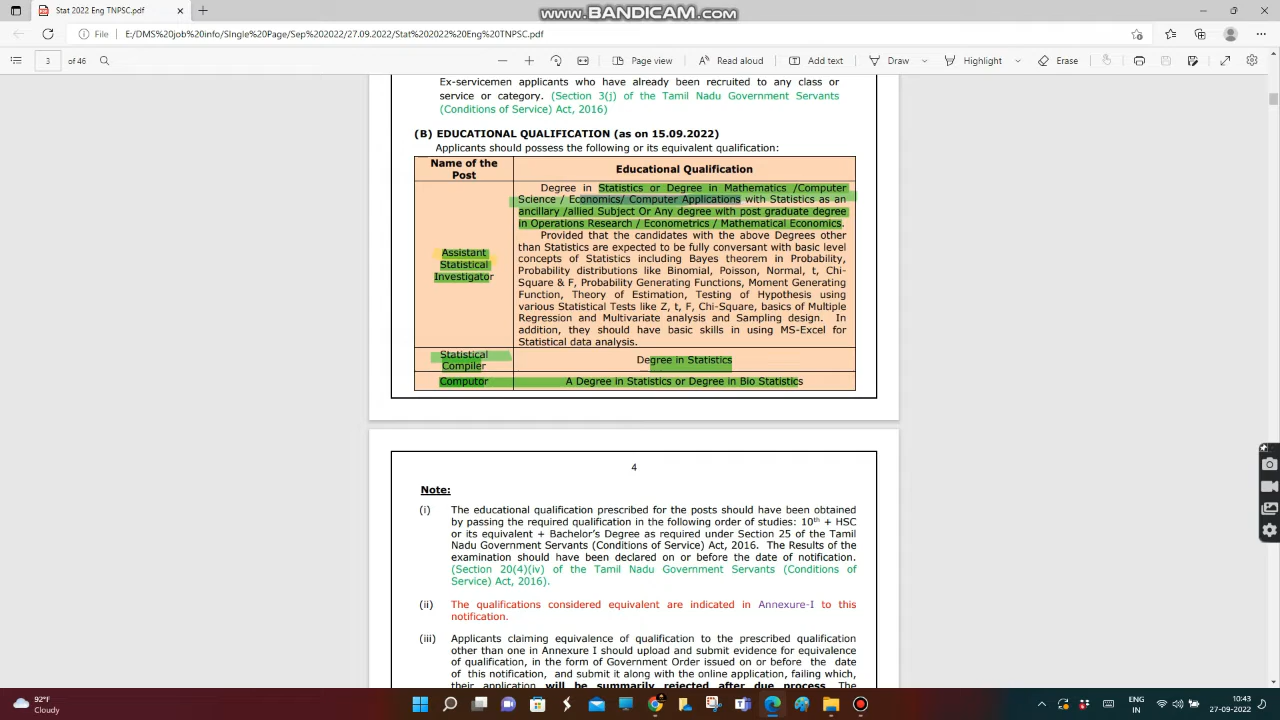 Stat 2022 Eng TNPSC.pdf
www.BANDICAM.com
File
E:/DMS%20job%20info/SIngle%20Page/Sep%202022/27.09.2022/Stat%202022%20Eng%20TNPSC.pdf
3 of 46
Page view
Read aloud
Add text
Draw
Highlight
Erase
Ex-servicemen applicants who have already been recruited to any class or
service or category. (Section 3(j) of the Tamil Nadu Government Servants
(Conditions of Service) Act, 2016)
(B) EDUCATIONAL QUALIFICATION (as on 15.09.2022)
Applicants should possess the following or its equivalent qualification:
Name of the
Post
Educational Qualification
Assistant
Statistical
Investigator
Degree in Statistics or Degree in Mathematics /Computer
Science / Economics/ Computer Applications with Statistics as an
ancillary /allied Subject Or Any degree with post graduate degree
in Operations Research / Econometrics / Mathematical Economics.
Provided that the candidates with the above Degrees other
than Statistics are expected to be fully conversant with basic level
concepts of Statistics including Bayes theorem in Probability,
Probability distributions like Binomial, Poisson, Normal, t, Chi-
Square & F, Probability Generating Functions, Moment Generating
Function, Theory of Estimation, Testing of Hypothesis using
various Statistical Tests like Z, t, F, Chi-Square, basics of Multiple
Regression and Multivariate analysis and Sampling design. In
addition, they should have basic skills in using MS-Excel for
Statistical data analysis.
Statistical
Compiler
Degree in Statistics
Computor
A Degree in Statistics or Degree in Bio Statistics
4
Note:
(i) The educational qualification prescribed for the posts should have been obtained
by passing the required qualification in the following order of studies: 10th + HSC
or its equivalent + Bachelor's Degree as required under Section 25 of the Tamil
Nadu Government Servants (Conditions of Service) Act, 2016. The Results of the
examination should have been declared on or before the date of notification.
(Section 20(4)(iv) of the Tamil Nadu Government Servants (Conditions of
Service) Act, 2016).
(ii) The qualifications considered equivalent are indicated in Annexure-I to this
notification.
(iii) Applicants claiming equivalence of qualification to the prescribed qualification
other than one in Annexure I should upload and submit evidence for equivalence
of qualification, in the form of Government Order issued on or before the date
of this notification, and submit it along with the online application, failing which,
their application will be summarily rejected after due process. The
92°F
Cloudy
ENG
IN
10:43
27-09-2022